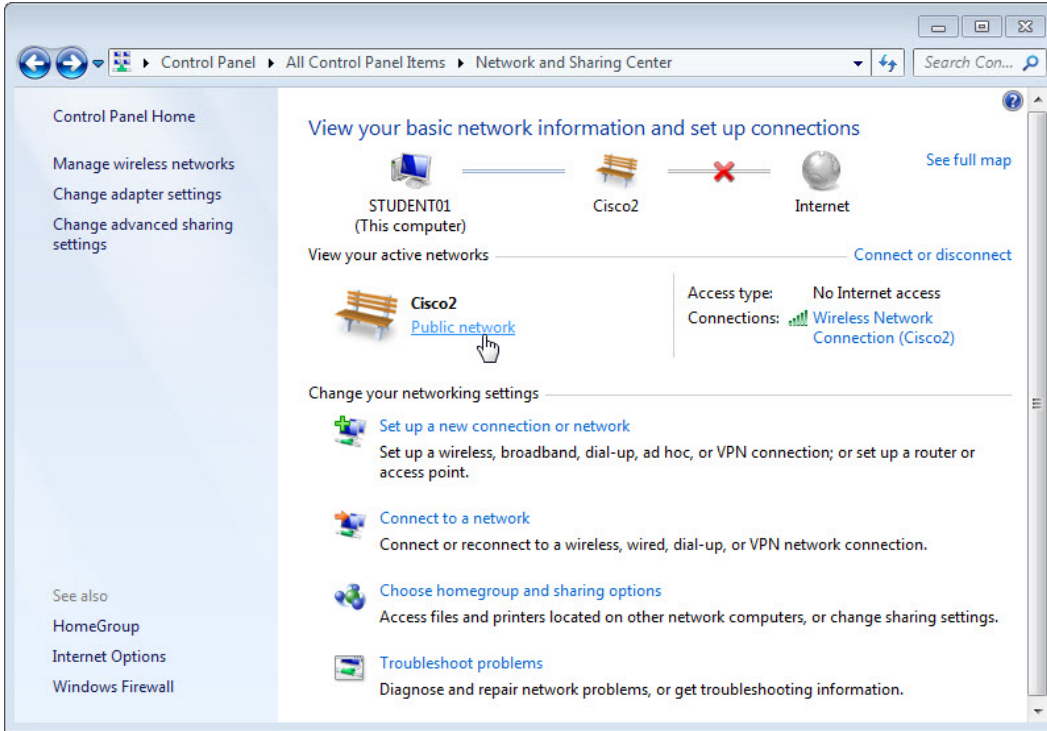 Control Panel ▸ All Control Panel Items ▸ Network and Sharing Center
Search Con...
Control Panel Home
Manage wireless networks
Change adapter settings
Change advanced sharing
settings
See also
HomeGroup
Internet Options
Windows Firewall
View your basic network information and set up connections
See full map
STUDENT01
(This computer)
Cisco2
Internet
View your active networks
Connect or disconnect
Cisco2
Public network
Access type: No Internet access
Connections: Wireless Network
Connection (Cisco2)
Change your networking settings
Set up a new connection or network
Set up a wireless, broadband, dial-up, ad hoc, or VPN connection; or set up a router or
access point.
Connect to a network
Connect or reconnect to a wireless, wired, dial-up, or VPN network connection.
Choose homegroup and sharing options
Access files and printers located on other network computers, or change sharing settings.
Troubleshoot problems
Diagnose and repair network problems, or get troubleshooting information.